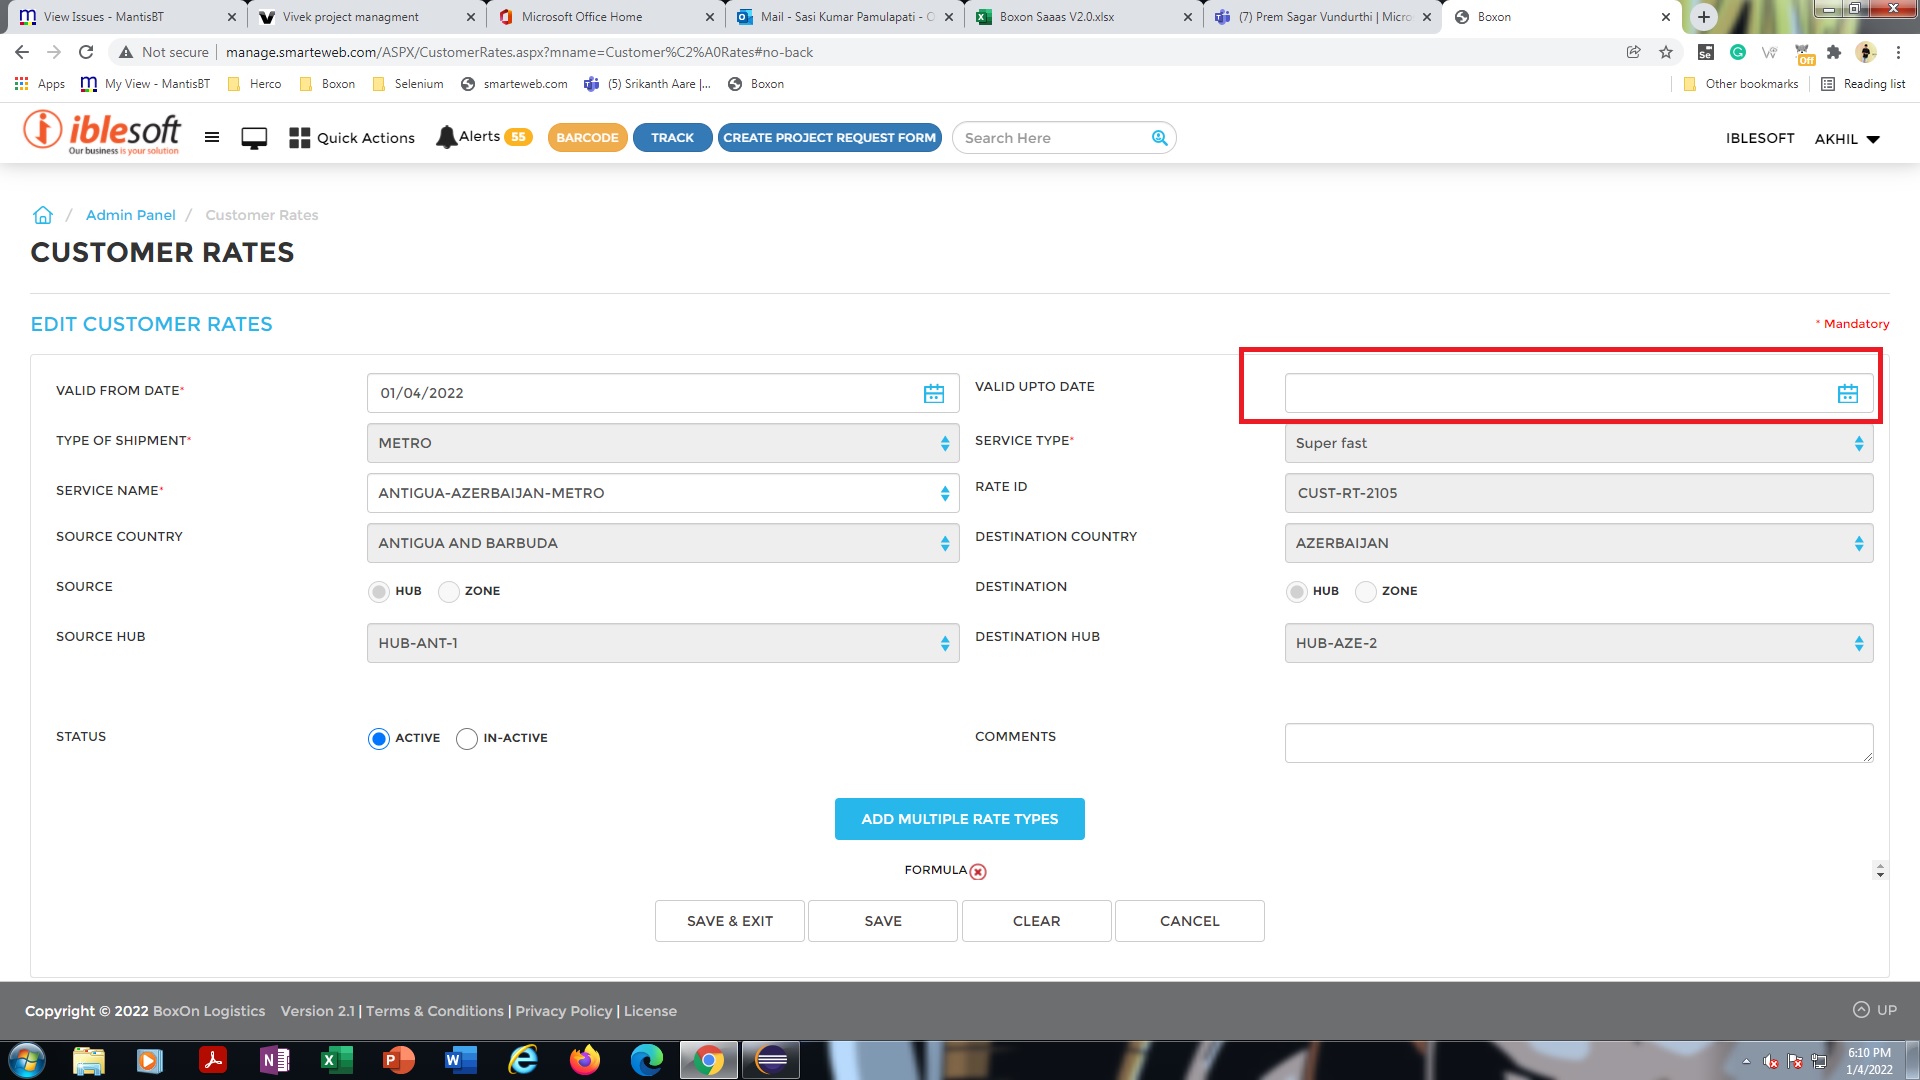 View Issues - MantisBT
Vivek project managment
Microsoft Office Home
Mail - Sasi Kumar Pamulapati - O
Boxon Saaas V2.0.xlsx
(7) Prem Sagar Vundurthi | Micro
Boxon
Not secure
manage.smarteweb.com/ASPX/CustomerRates.aspx?mname=Customer%C2%A0Rates#no-back
Off
Apps
My View - MantisBT
Herco
Boxon
Selenium
smarteweb.com
(5) Srikanth Aare |...
Boxon
Other bookmarks
Reading list
iblesoft
Our business is your solution
Quick Actions
Alerts 55
BARCODE
TRACK
CREATE PROJECT REQUEST FORM
Search Here
IBLESOFT
AKHIL
/ Admin Panel / Customer Rates
CUSTOMER RATES
EDIT CUSTOMER RATES
* Mandatory
VALID FROM DATE*
01/04/2022
VALID UPTO DATE
TYPE OF SHIPMENT*
METRO
SERVICE TYPE*
Super fast
SERVICE NAME*
ANTIGUA-AZERBAIJAN-METRO
RATE ID
CUST-RT-2105
SOURCE COUNTRY
ANTIGUA AND BARBUDA
DESTINATION COUNTRY
AZERBAIJAN
SOURCE
HUB
ZONE
DESTINATION
HUB
ZONE
SOURCE HUB
HUB-ANT-1
DESTINATION HUB
HUB-AZE-2
STATUS
ACTIVE
IN-ACTIVE
COMMENTS
ADD MULTIPLE RATE TYPES
FORMULA
SAVE & EXIT
SAVE
CLEAR
CANCEL
Copyright © 2022 BoxOn Logistics Version 2.1 | Terms & Conditions | Privacy Policy | License
UP
6:10 PM
1/4/2022